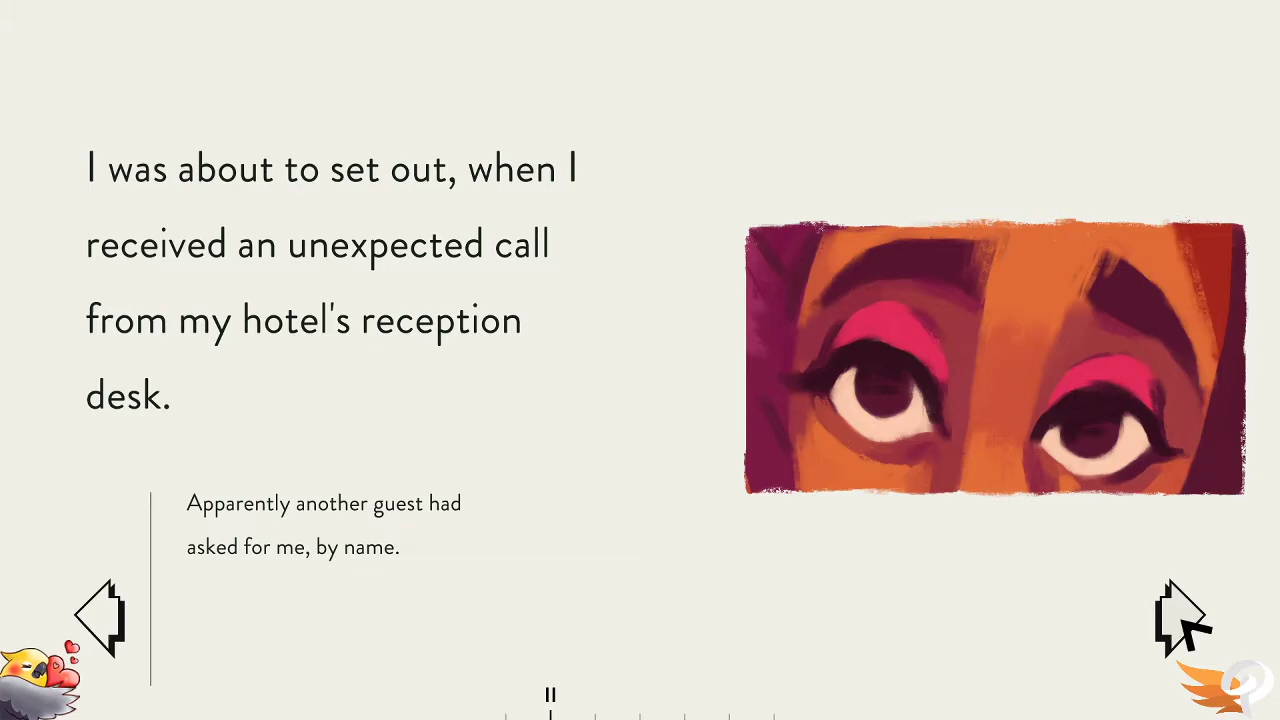 I was about to set out, when I
received an unexpected call
from my hotel's reception
desk.
Apparently another guest had
asked for me, by name.
II